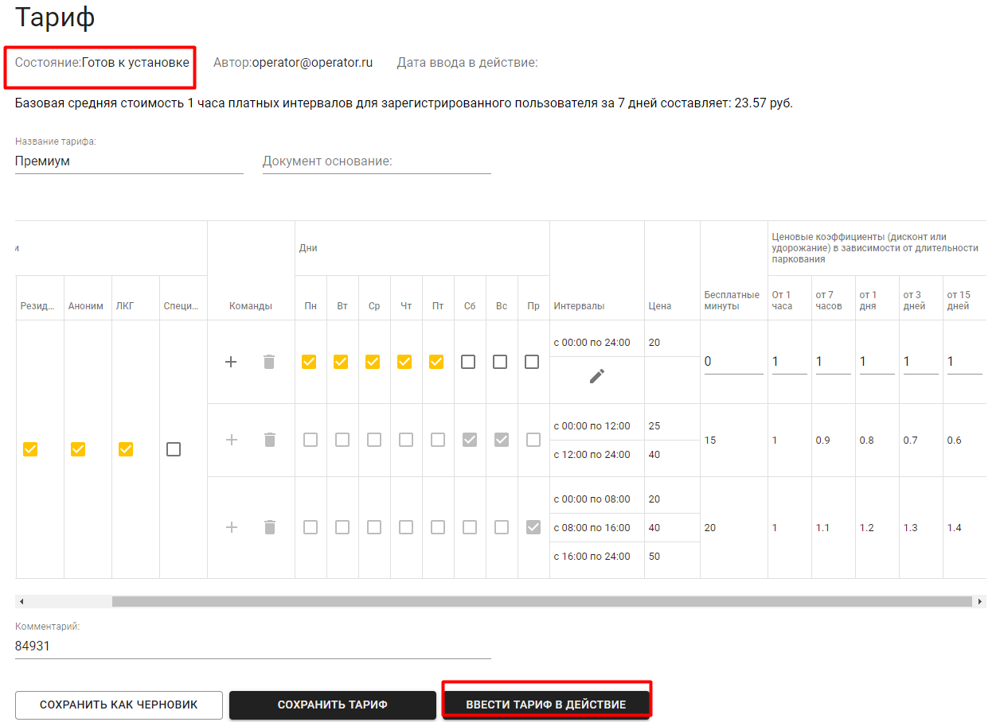 Тариф
Состояние:Готов к установке Автор:operator@operator.ru Дата ввода в действие:
Базовая средняя стоимость 1 часа платных интервалов для зарегистрированного пользователя за 7 дней составляет: 23.57 руб.
Название тарифа:
Премиум Документ основание:
и Дни Ценовые коэффициенты (дисконт или
удорожание) в зависимости от длительности
паркования
Резид... Аноним ЛКГ Специ... Команды Пн Вт Ср Чт Пт Сб Вс Пр Интервалы Цена Бесплатные От 1 от 7 от 1 от 3 от 15
минуты часа часов дня дней дней
с 00:00 по 24:00 20
0 1 1 1 1 1
с 00:00 по 12:00 25
15 1 0.9 0.8 0.7 0.6
с 12:00 по 24:00 40
с 00:00 по 08:00 20
с 08:00 по 16:00 40 20 1 1.1 1.2 1.3 1.4
с 16:00 по 24:00 50
Комментарий:
84931
СОХРАНИТЬ КАК ЧЕРНОВИК СОХРАНИТЬ ТАРИФ ВВЕСТИ ТАРИФ В ДЕЙСТВИЕ